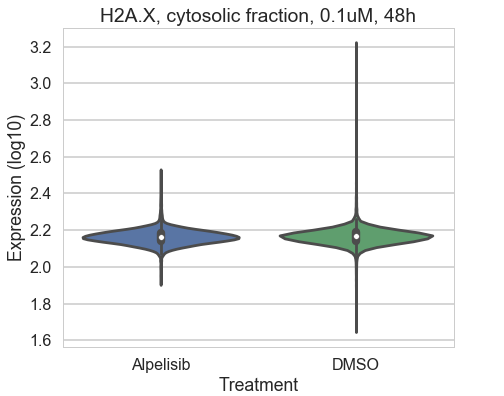 H2A.X, cytosolic fraction, 0.1uM, 48h
Expression (log10)
3.2
3.0
2.8
2.6
2.4
2.2
2.0
1.8
1.6
Alpelisib DMSO
Treatment